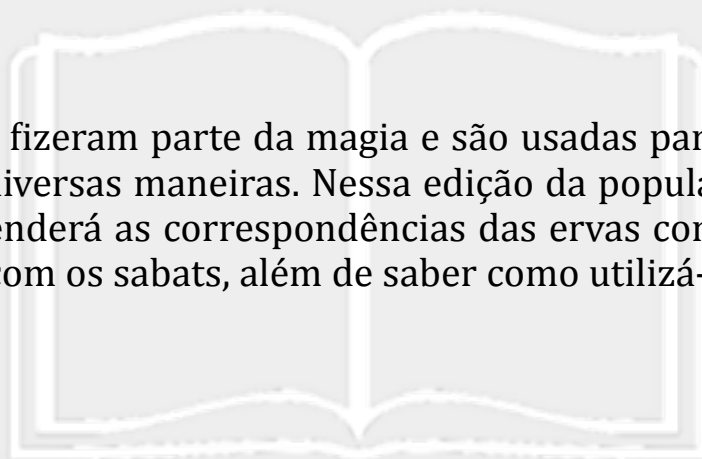 fizeram parte da magia e são usadas par
iversas maneiras. Nessa edição da popula
enderá as correspondências das ervas con
com os sabats, além de saber como utilizá-